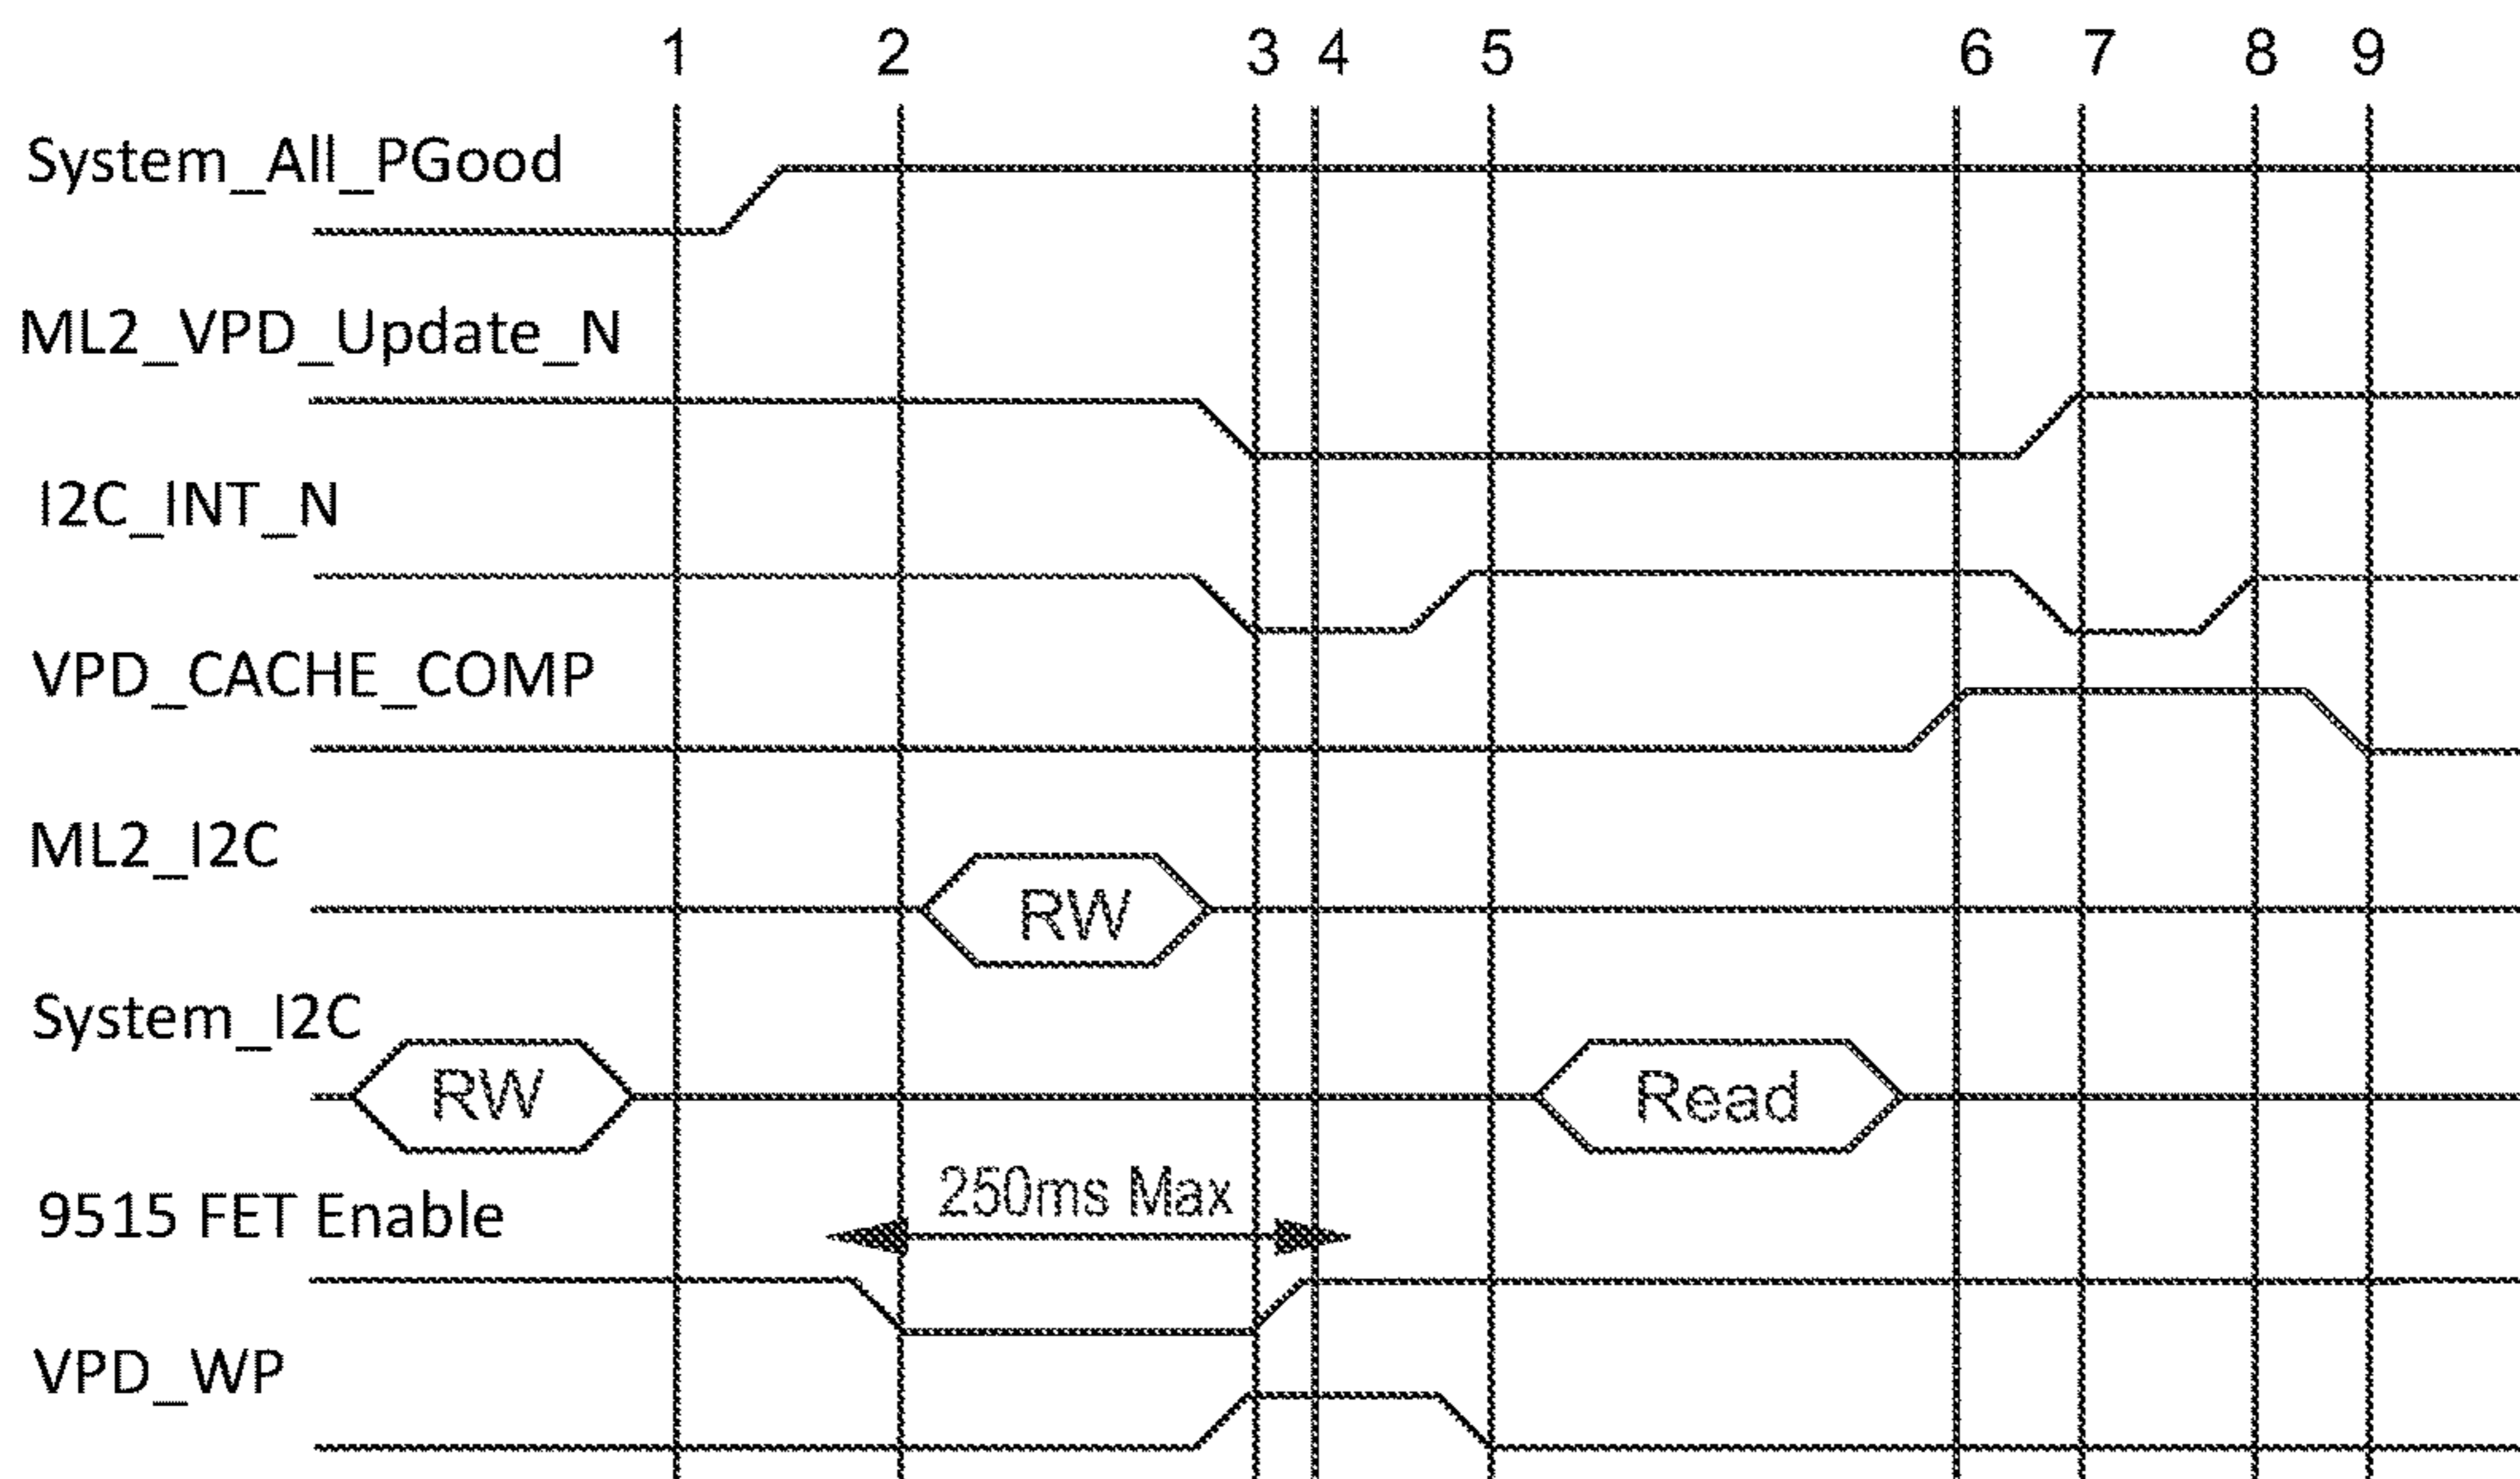 1 2 3 4 5 6 7 8 9
System_All_PGood
ML2_VPD_Update_N
I2C_INT_N
VPD_CACHE_COMP
ML2_I2C
RW
System_I2C
RW
Read
250ms Max
9515 FET Enable
VPD_WP